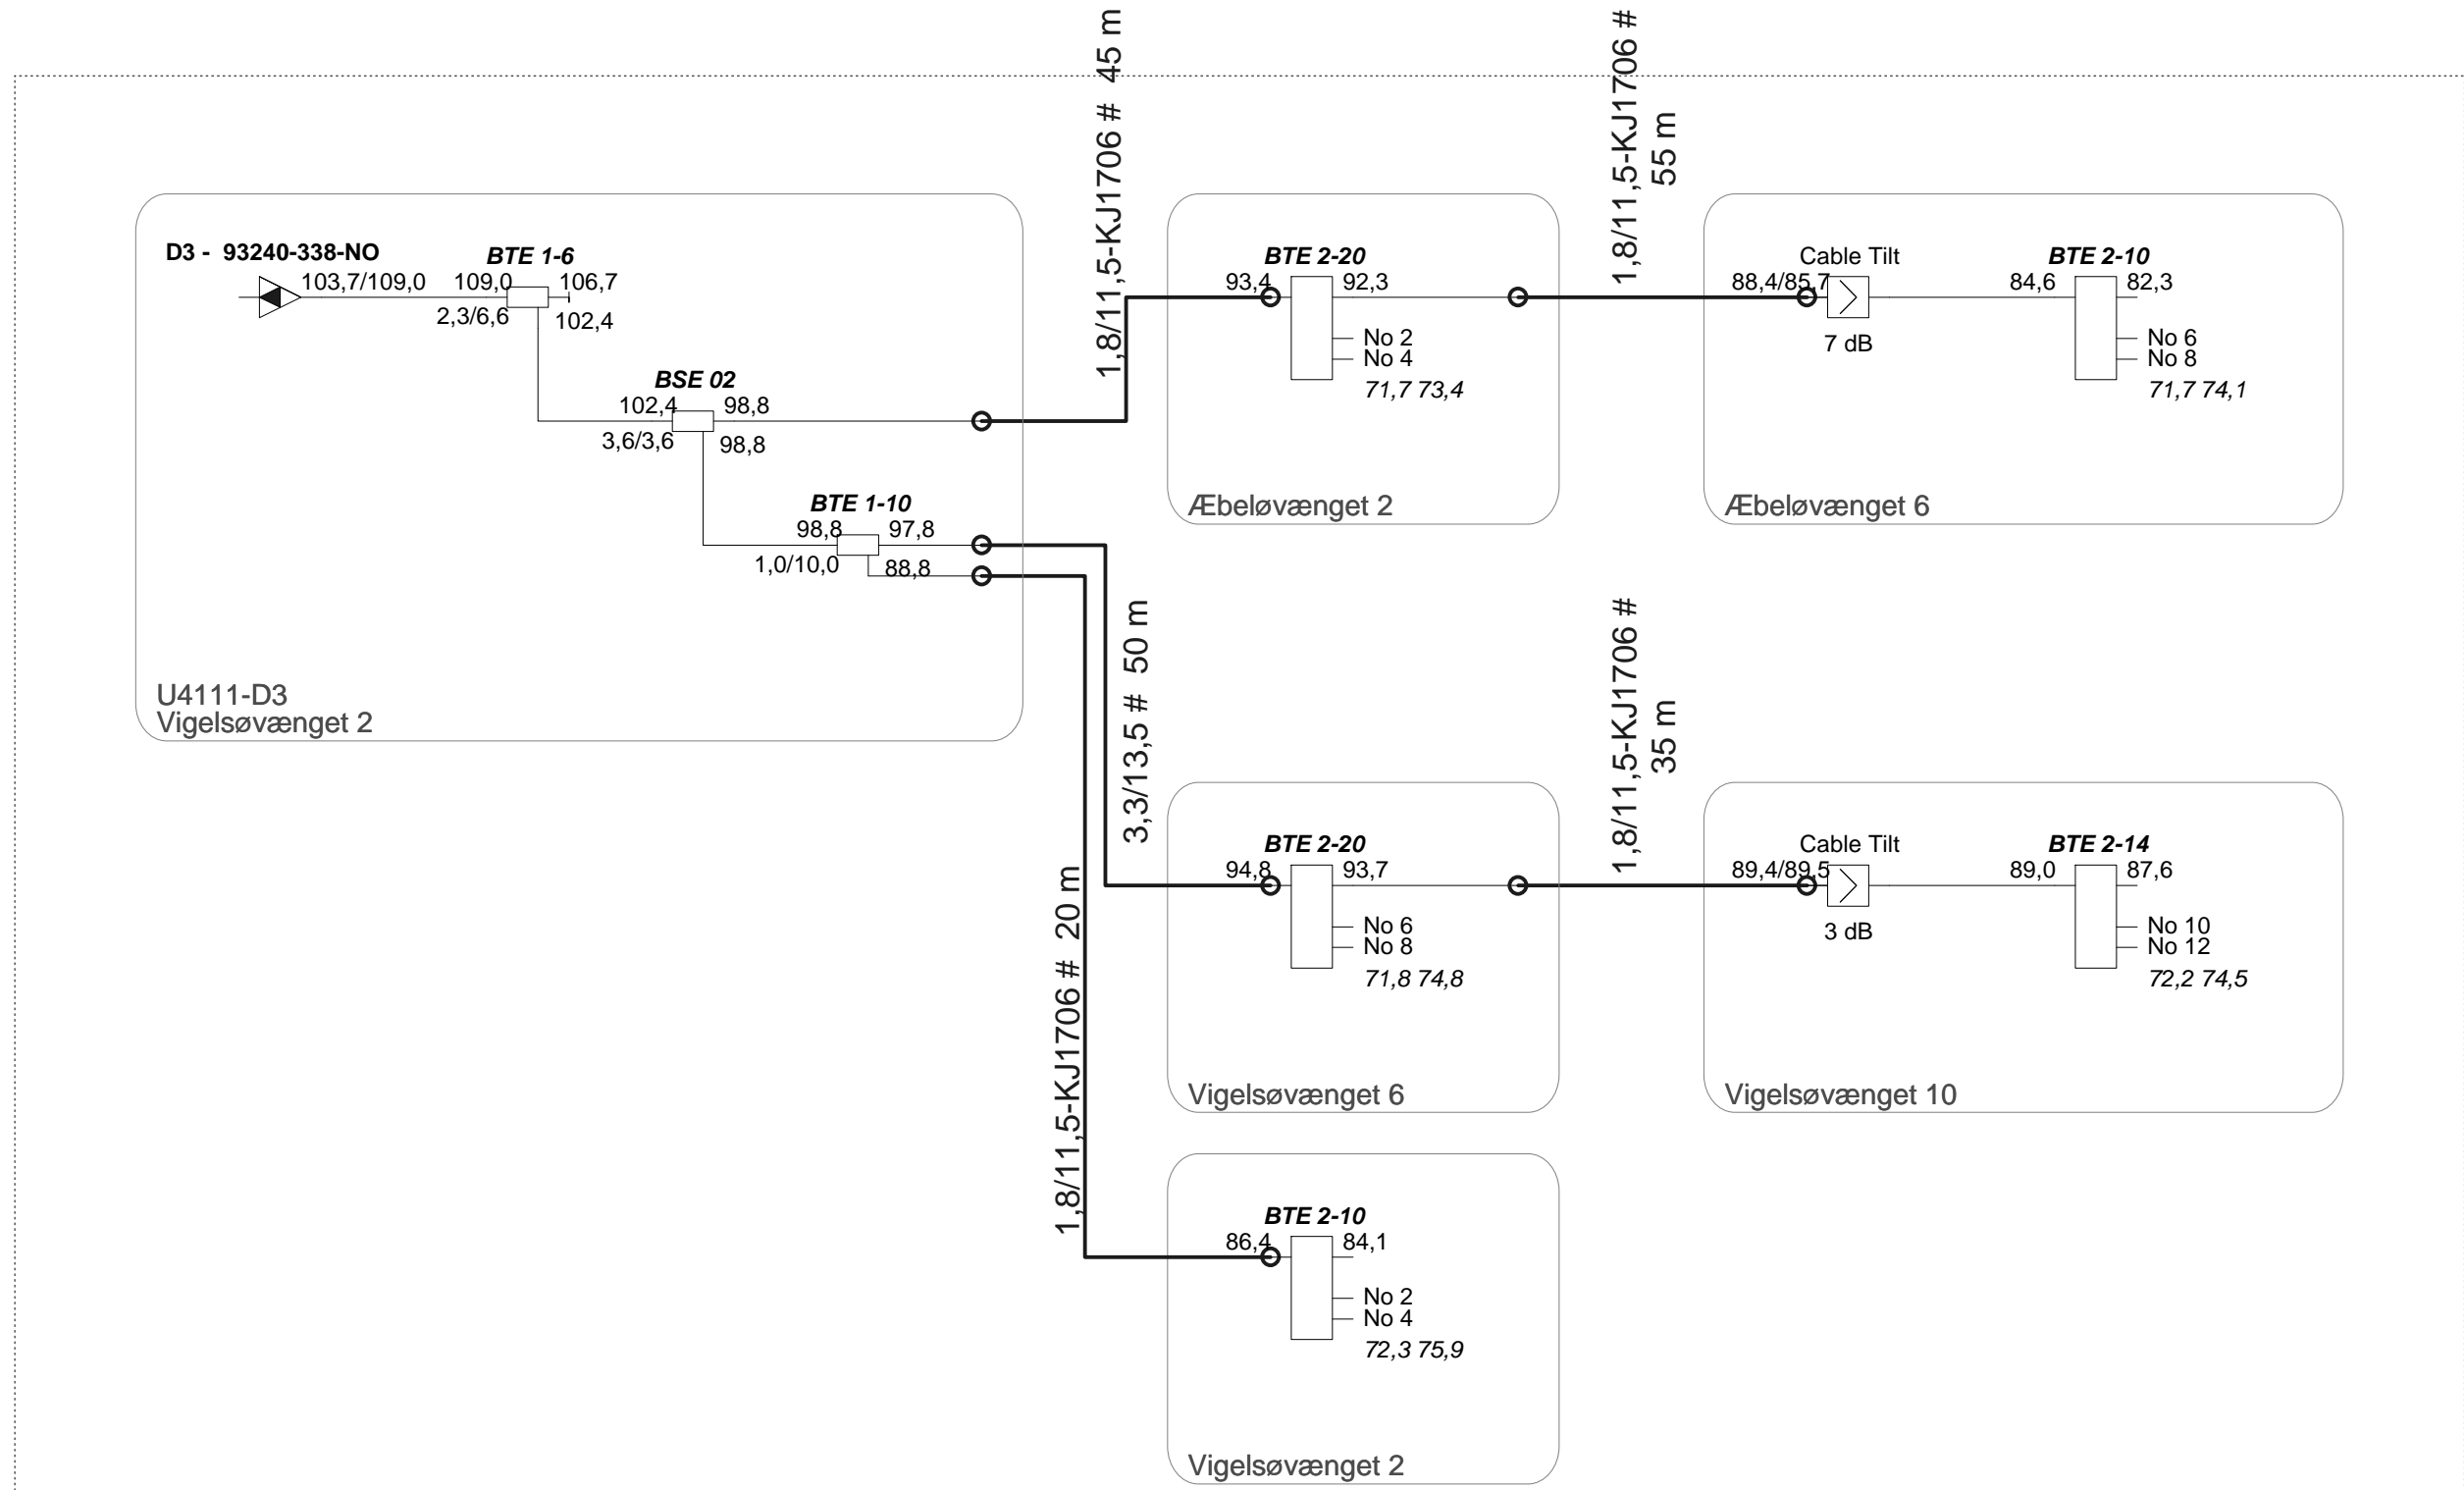 1,8/11,5-KJ1706 #  45 m
1,8/11,5-KJ1706 #
55 m
D3 -  93240-338-NO
103,7/109,0
BTE 1-6
109,0
106,7
2,3/6,6
102,4
BSE 02
102,4
98,8
3,6/3,6
98,8
BTE 1-10
98,8
97,8
1,0/10,0
88,8
U4111-D3
Vigelsøvænget 2
BTE 2-20
93,4
92,3
No 2
No 4
71,7 73,4
Æbeløvænget 2
Cable Tilt
88,4/85,7
7 dB
BTE 2-10
84,6
82,3
No 6
No 8
71,7 74,1
Æbeløvænget 6
3,3/13,5 #  50 m
1,8/11,5-KJ1706 #
35 m
1,8/11,5-KJ1706 #  20 m
BTE 2-20
94,8
93,7
No 6
No 8
71,8 74,8
Vigelsøvænget 6
Cable Tilt
89,4/89,5
3 dB
BTE 2-14
89,0
87,6
No 10
No 12
72,2 74,5
Vigelsøvænget 10
BTE 2-10
86,4
84,1
No 2
No 4
72,3 75,9
Vigelsøvænget 2